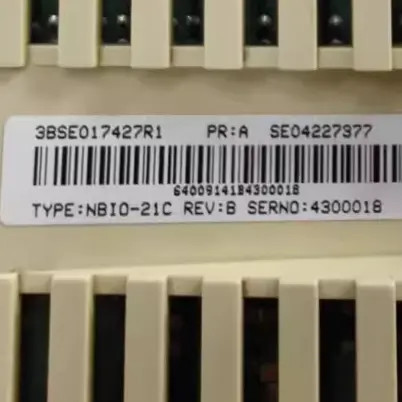 3BSE017427R1 PR:A SE04227377
6400914184300018
TYPE:NBIO-21C REV:B SERNO:4300018